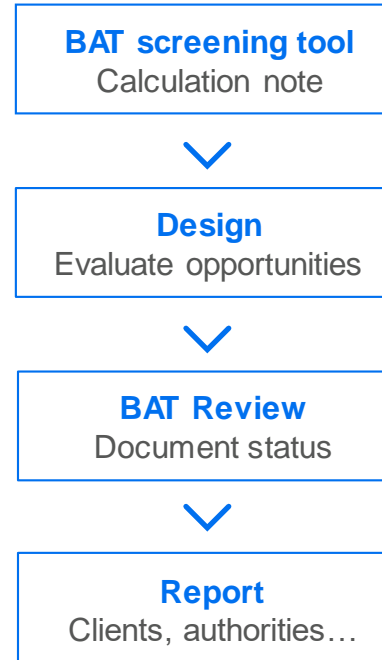 BAT screening tool
Calculation note
Design
Evaluate opportunities
BAT Review
Document status
Report
Clients, authorities…